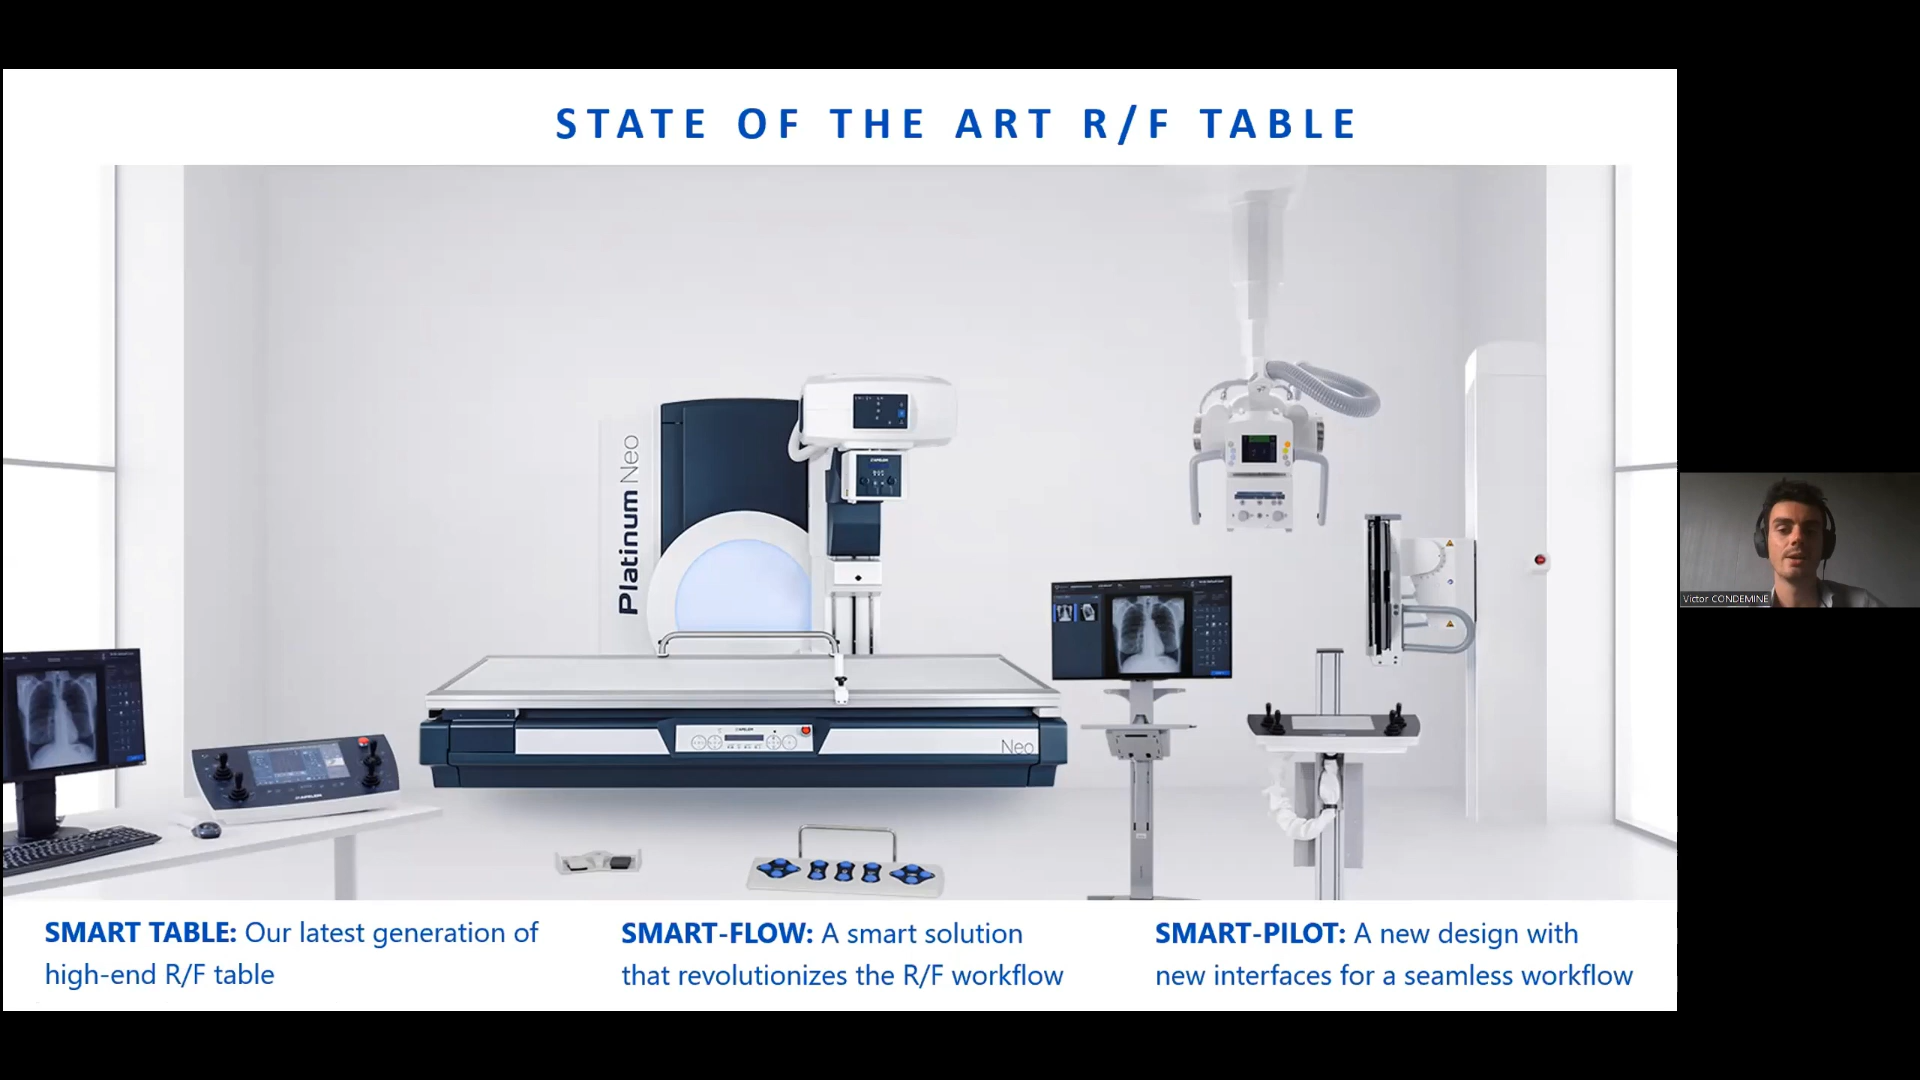 STATE OF THE ART R/F TABLE
Platinum Neo
Neo
APELEM
Victor CONDEMINE
SMART TABLE: Our latest generation of
high-end R/F table
SMART-FLOW: A smart solution
that revolutionizes the R/F workflow
SMART-PILOT: A new design with
new interfaces for a seamless workflow